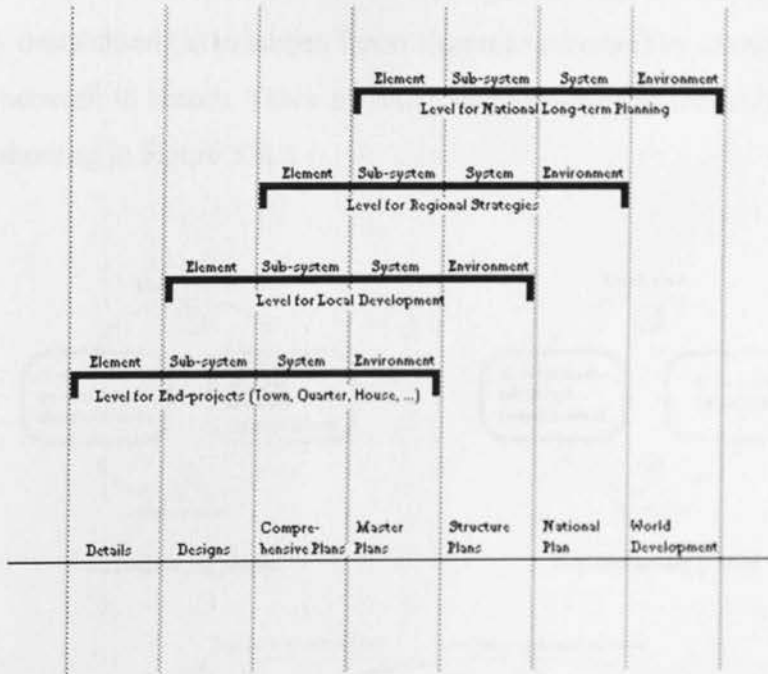 Element Sub-system System Environment
Level for National Long-term Planning
Element Sub-system System Environment
Level for Regional Strategies
Element Sub-system System Environment
Level for Local Development
Element Sub-system System Environment
Level for End-projects (Town, Quarter, House, ...)
Compre- Master Structure National World
Details Designs hensive Plans Plans Plans Plan Development